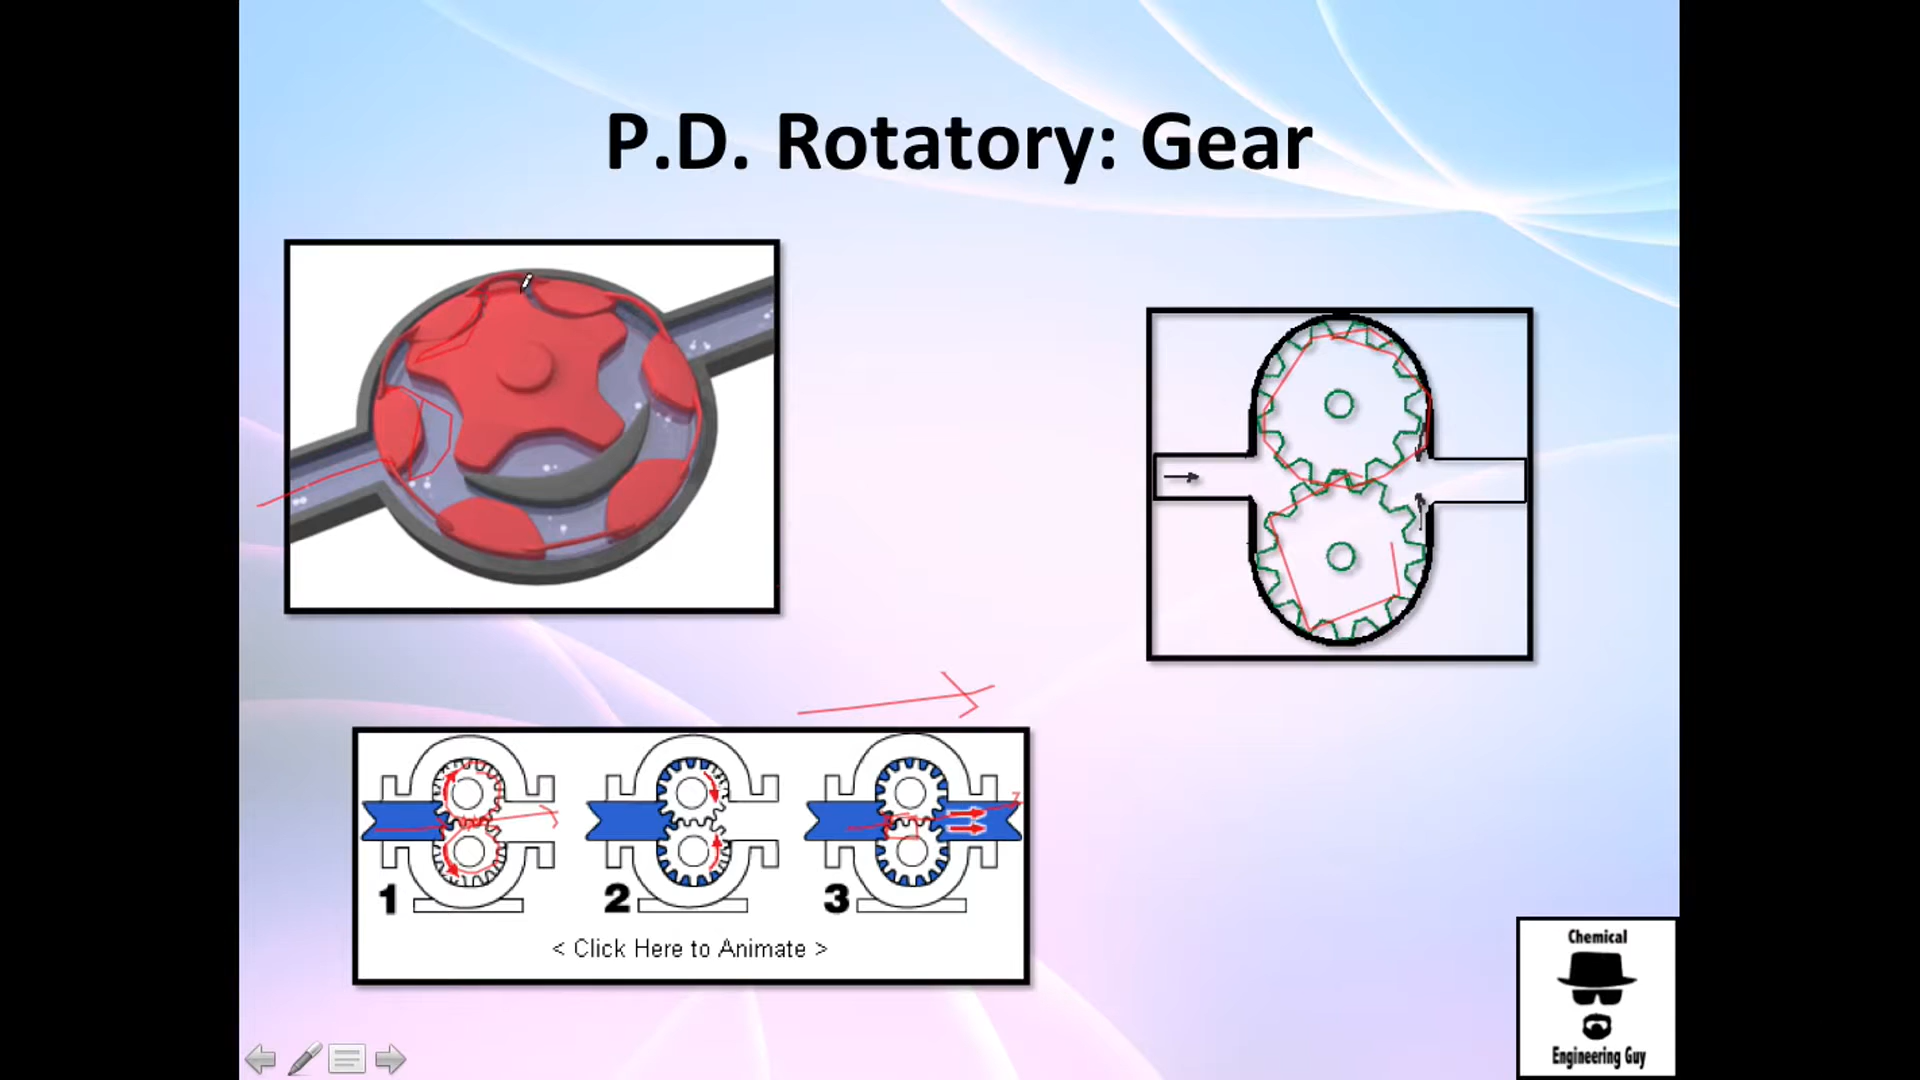 P.D. Rotatory: Gear
1
2
3
< Click Here to Animate >
Chemical
Engineering Guy